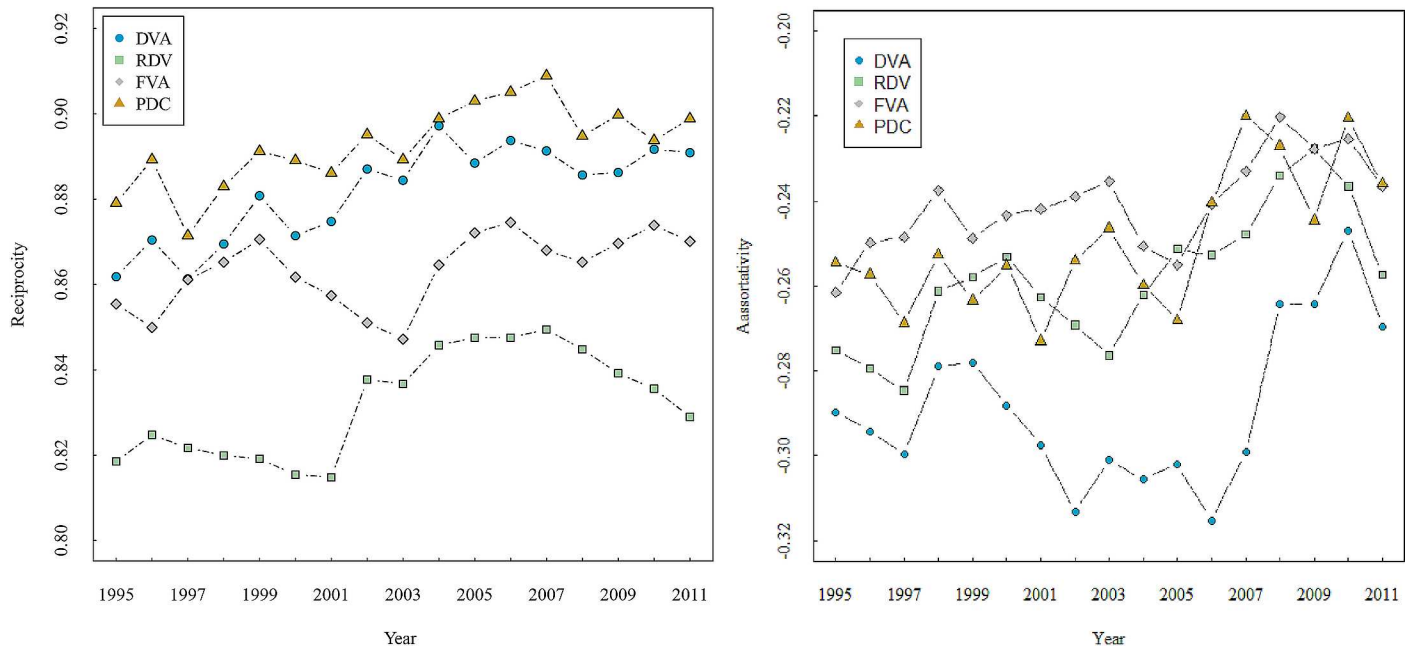 0.92
0.90
0.88
0.86
0.84
0.82
0.80
Reciprocity
DVA
RDV
FVA
PDC
1995 1997 1999 2001 2003 2005 2007 2009 2011
Year
-0.20
-0.22
-0.24
-0.26
-0.28
-0.30
-0.32
Aassortativity
DVA
RDV
FVA
PDC
1995 1997 1999 2001 2003 2005 2007 2009 2011
Year